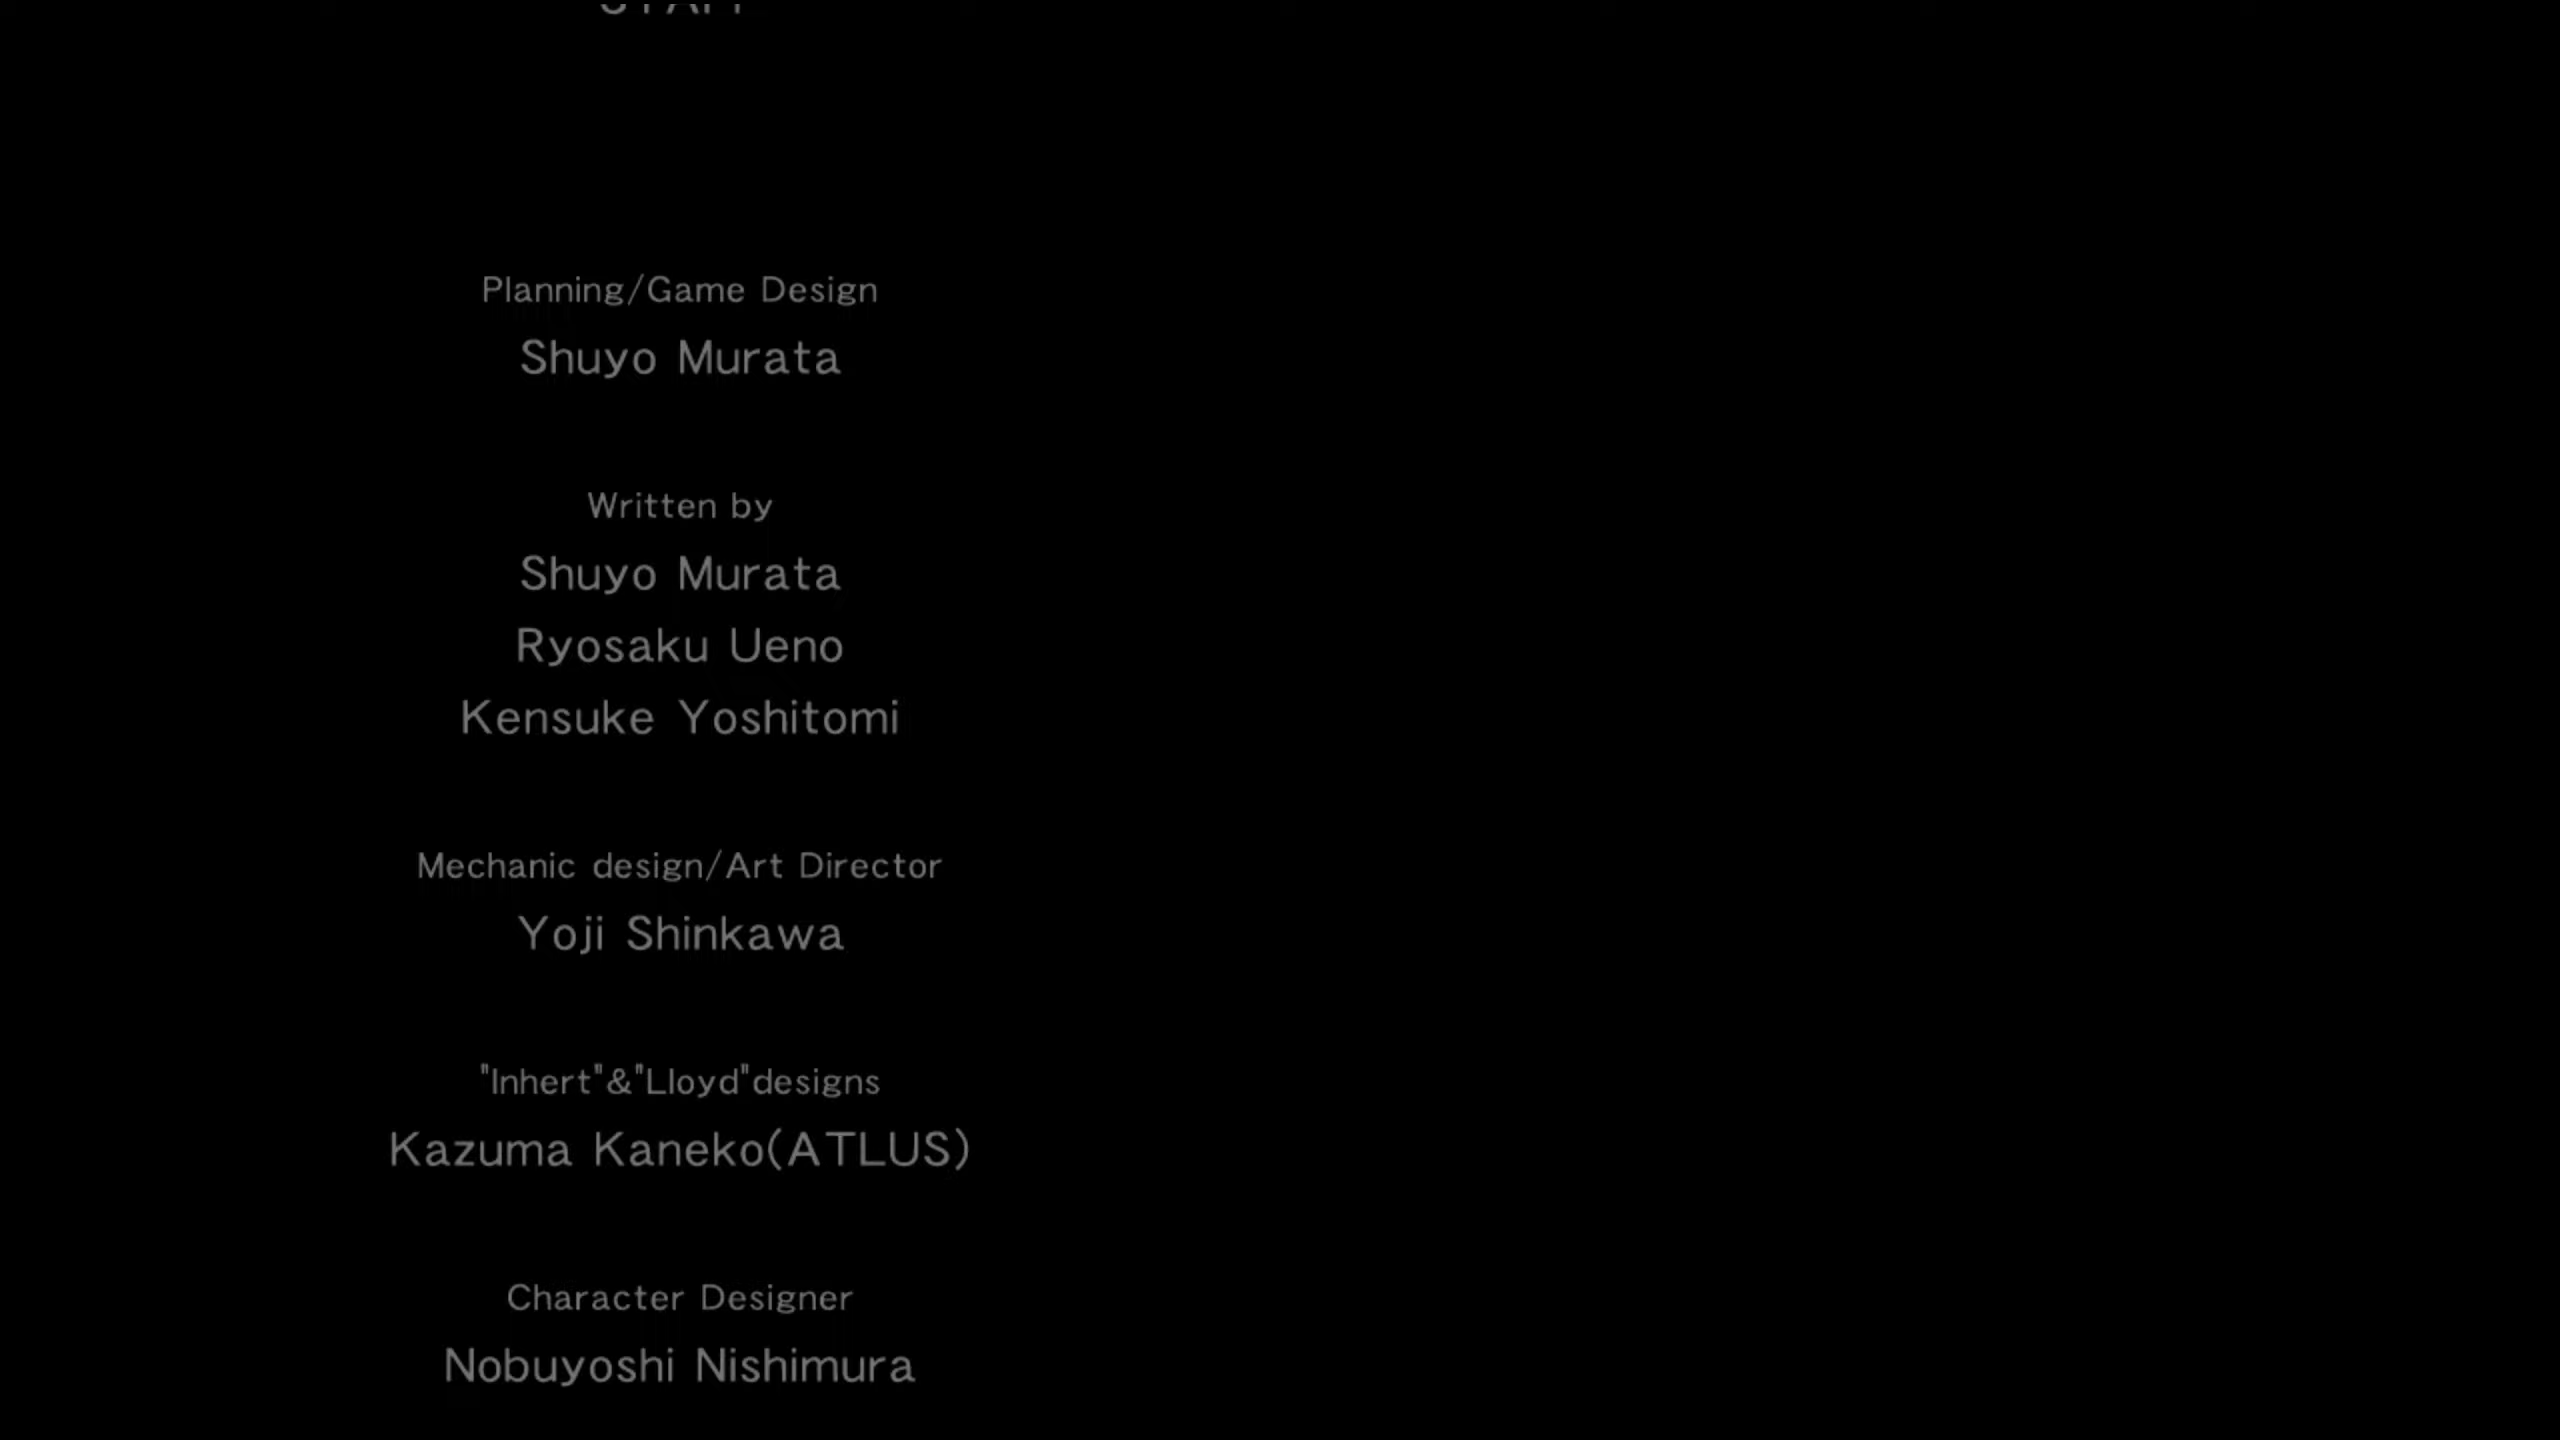 STAFF
Planning/Game Design
Shuyo Murata
Written by
Shuyo Murata
Ryosaku Ueno
Kensuke Yoshitomi
Mechanic design/Art Director
Yoji Shinkawa
"Inhert"&"Lloyd"designs
Kazuma Kaneko(ATLUS)
Character Designer
Nobuyoshi Nishimura